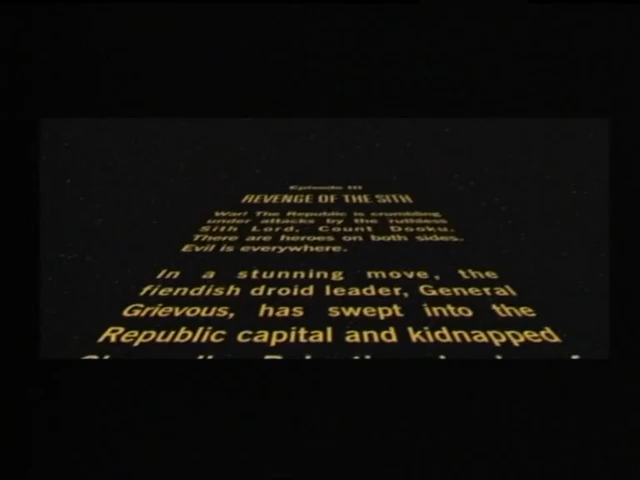 Episode III
REVENGE OF THE SITH
War! The Republic is crumbling
under attacks by the ruthless
Sith Lord, Count Dooku.
There are heroes on both sides.
Evil is everywhere.
In a stunning move, the
fiendish droid leader, General
Grievous, has swept into the
Republic capital and kidnapped